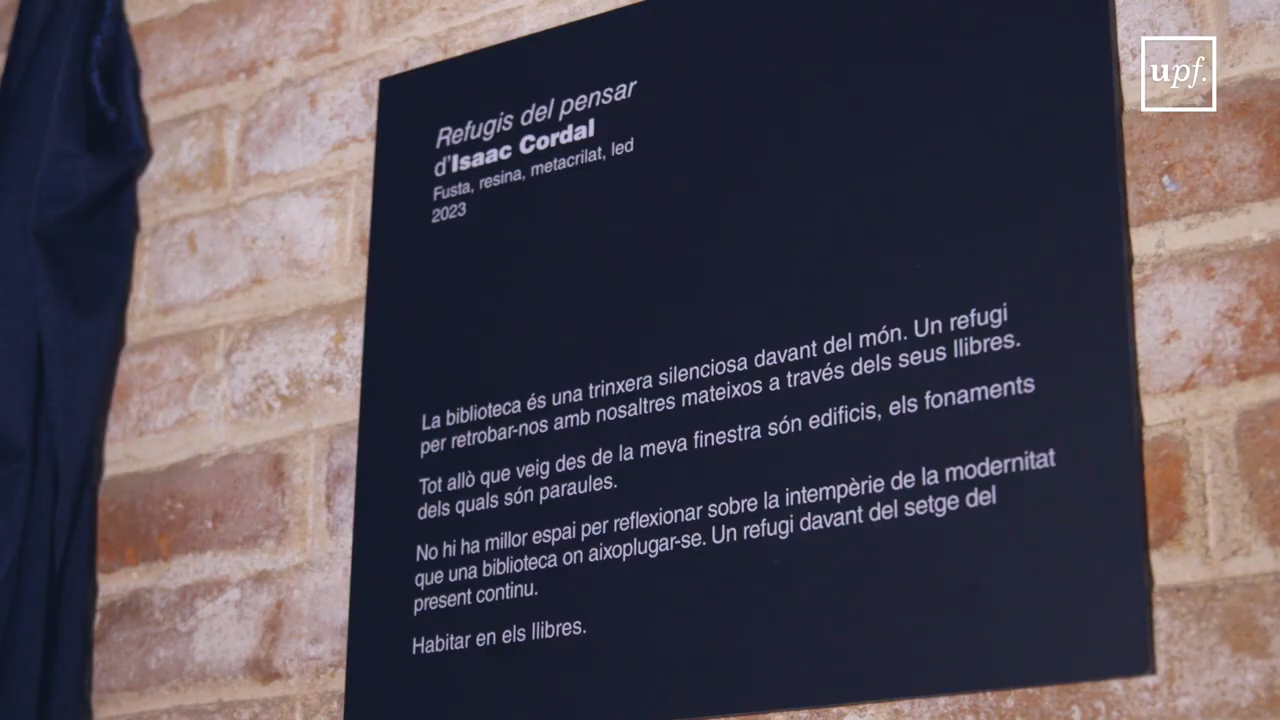 upf.
Refugis del pensar
d'Isaac Cordal
Fusta, resina, metacrilat, led
2023
La biblioteca és una trinxera silenciosa davant del món. Un refugi
per retrobar-nos amb nosaltres mateixos a través dels seus llibres.
Tot allò que veig des de la meva finestra són edificis, els fonaments
dels quals són paraules.
No hi ha millor espai per reflexionar sobre la intempèrie de la modernitat
que una biblioteca on aixoplugar-se. Un refugi davant del setge del
present continu.
Habitar en els llibres.